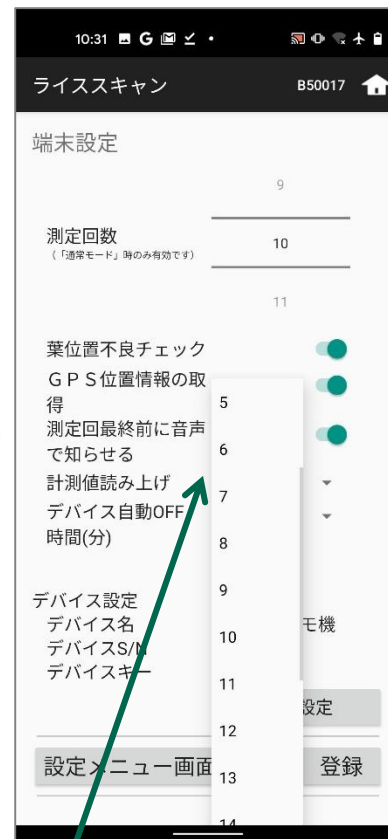 10:31 G
ライススキャン B50017
端末設定
9
測定回数
(「通常モード」時のみ有効です)
10
11
葉位置不良チェック
GPS位置情報の取
得
測定回最終前に音声
で知らせる
計測値読み上げ
デバイス自動OFF
時間(分)
5
6
7
8
9
10
11
12
13
14
デバイス設定
デバイス名 モ機
デバイスS/N
デバイスキー
設定
設定メニュー画面 登録